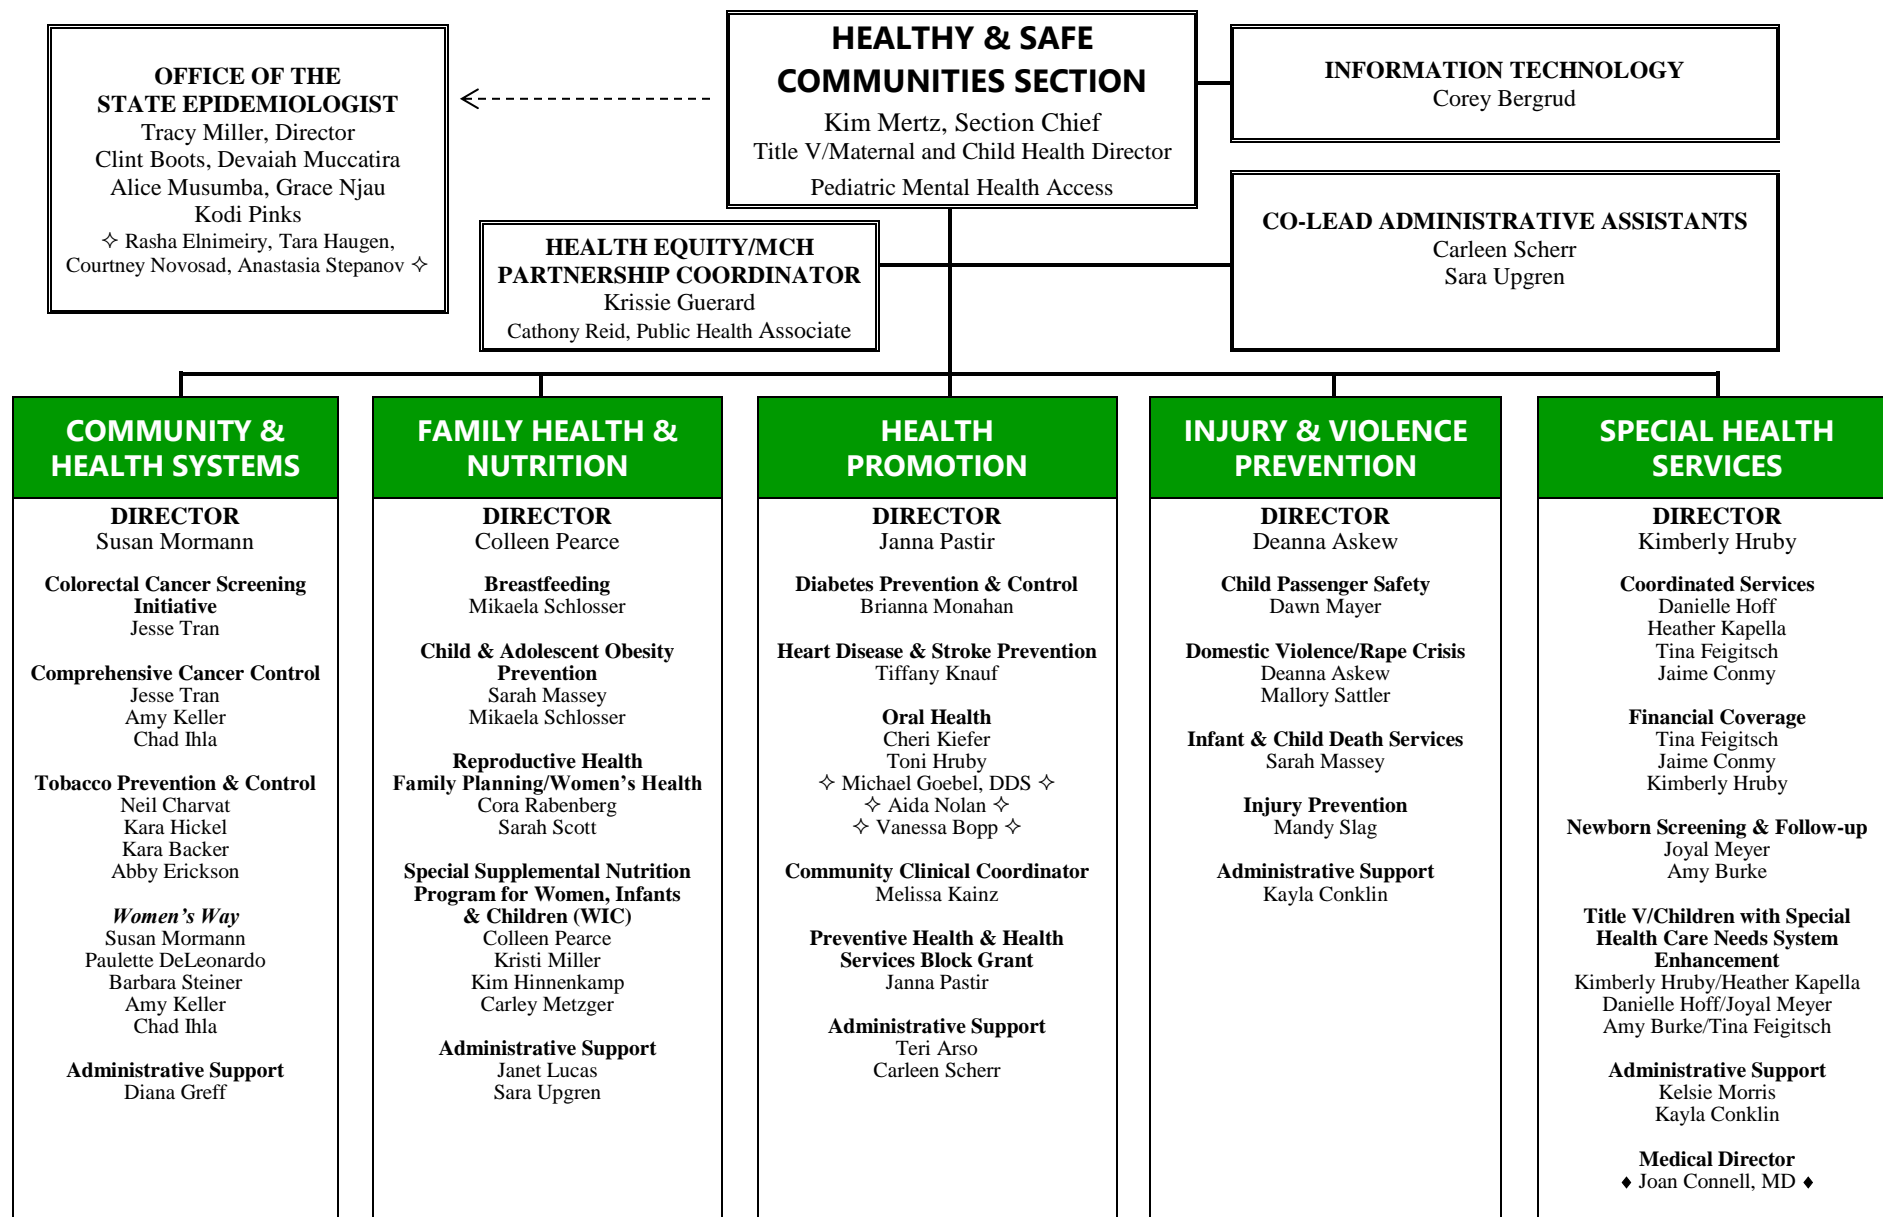 OFFICE OF THE
STATE EPIDEMIOLOGIST
Tracy Miller, Director
Clint Boots, Devaiah Muccatira
Alice Musumba, Grace Njau
Kodi Pinks
✧ Rasha Elnimeiry, Tara Haugen,
Courtney Novosad, Anastasia Stepanov ✧
HEALTHY & SAFE
COMMUNITIES SECTION
Kim Mertz, Section Chief
Title V/Maternal and Child Health Director
Pediatric Mental Health Access
INFORMATION TECHNOLOGY
Corey Bergrud
HEALTH EQUITY/MCH
PARTNERSHIP COORDINATOR
Krissie Guerard
Cathony Reid, Public Health Associate
CO-LEAD ADMINISTRATIVE ASSISTANTS
Carleen Scherr
Sara Upgren
COMMUNITY &
HEALTH SYSTEMS
DIRECTOR
Susan Mormann
Colorectal Cancer Screening
Initiative
Jesse Tran
Comprehensive Cancer Control
Jesse Tran
Amy Keller
Chad Ihla
Tobacco Prevention & Control
Neil Charvat
Kara Hickel
Kara Backer
Abby Erickson
Women's Way
Susan Mormann
Paulette DeLeonardo
Barbara Steiner
Amy Keller
Chad Ihla
Administrative Support
Diana Greff
FAMILY HEALTH &
NUTRITION
DIRECTOR
Colleen Pearce
Breastfeeding
Mikaela Schlosser
Child & Adolescent Obesity
Prevention
Sarah Massey
Mikaela Schlosser
Reproductive Health
Family Planning/Women's Health
Cora Rabenberg
Sarah Scott
Special Supplemental Nutrition
Program for Women, Infants
& Children (WIC)
Colleen Pearce
Kristi Miller
Kim Hinnenkamp
Carley Metzger
Administrative Support
Janet Lucas
Sara Upgren
HEALTH
PROMOTION
DIRECTOR
Janna Pastir
Diabetes Prevention & Control
Brianna Monahan
Heart Disease & Stroke Prevention
Tiffany Knauf
Oral Health
Cheri Kiefer
Toni Hruby
✧ Michael Goebel, DDS ✧
✧ Aida Nolan ✧
✧ Vanessa Bopp ✧
Community Clinical Coordinator
Melissa Kainz
Preventive Health & Health
Services Block Grant
Janna Pastir
Administrative Support
Teri Arso
Carleen Scherr
INJURY & VIOLENCE
PREVENTION
DIRECTOR
Deanna Askew
Child Passenger Safety
Dawn Mayer
Domestic Violence/Rape Crisis
Deanna Askew
Mallory Sattler
Infant & Child Death Services
Sarah Massey
Injury Prevention
Mandy Slag
Administrative Support
Kayla Conklin
SPECIAL HEALTH
SERVICES
DIRECTOR
Kimberly Hruby
Coordinated Services
Danielle Hoff
Heather Kapella
Tina Feigitsch
Jaime Conmy
Financial Coverage
Tina Feigitsch
Jaime Conmy
Kimberly Hruby
Newborn Screening & Follow-up
Joyal Meyer
Amy Burke
Title V/Children with Special
Health Care Needs System
Enhancement
Kimberly Hruby/Heather Kapella
Danielle Hoff/Joyal Meyer
Amy Burke/Tina Feigitsch
Administrative Support
Kelsie Morris
Kayla Conklin
Medical Director
♦ Joan Connell, MD ♦